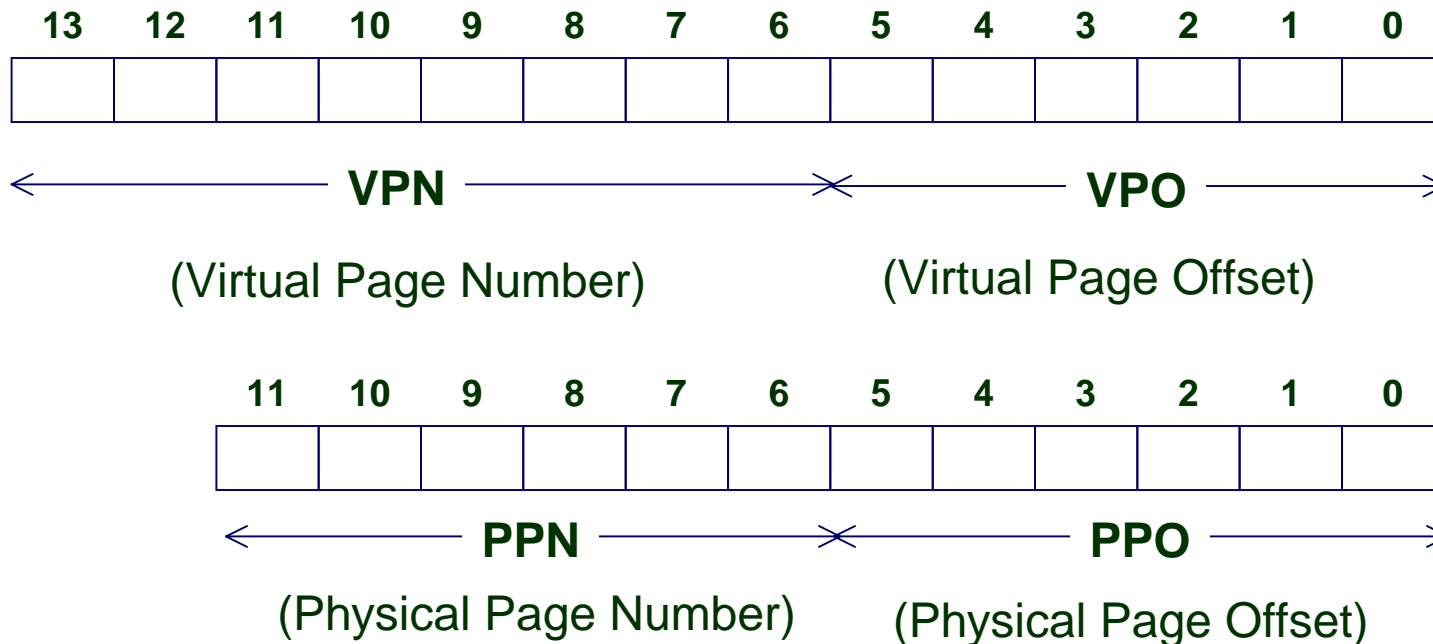 13 12 11 10 9 8 7 6 5 4 3 2 1 0
VPN VPO
(Virtual Page Number) (Virtual Page Offset)
11 10 9 8 7 6 5 4 3 2 1 0
PPN PPO
(Physical Page Number) (Physical Page Offset)